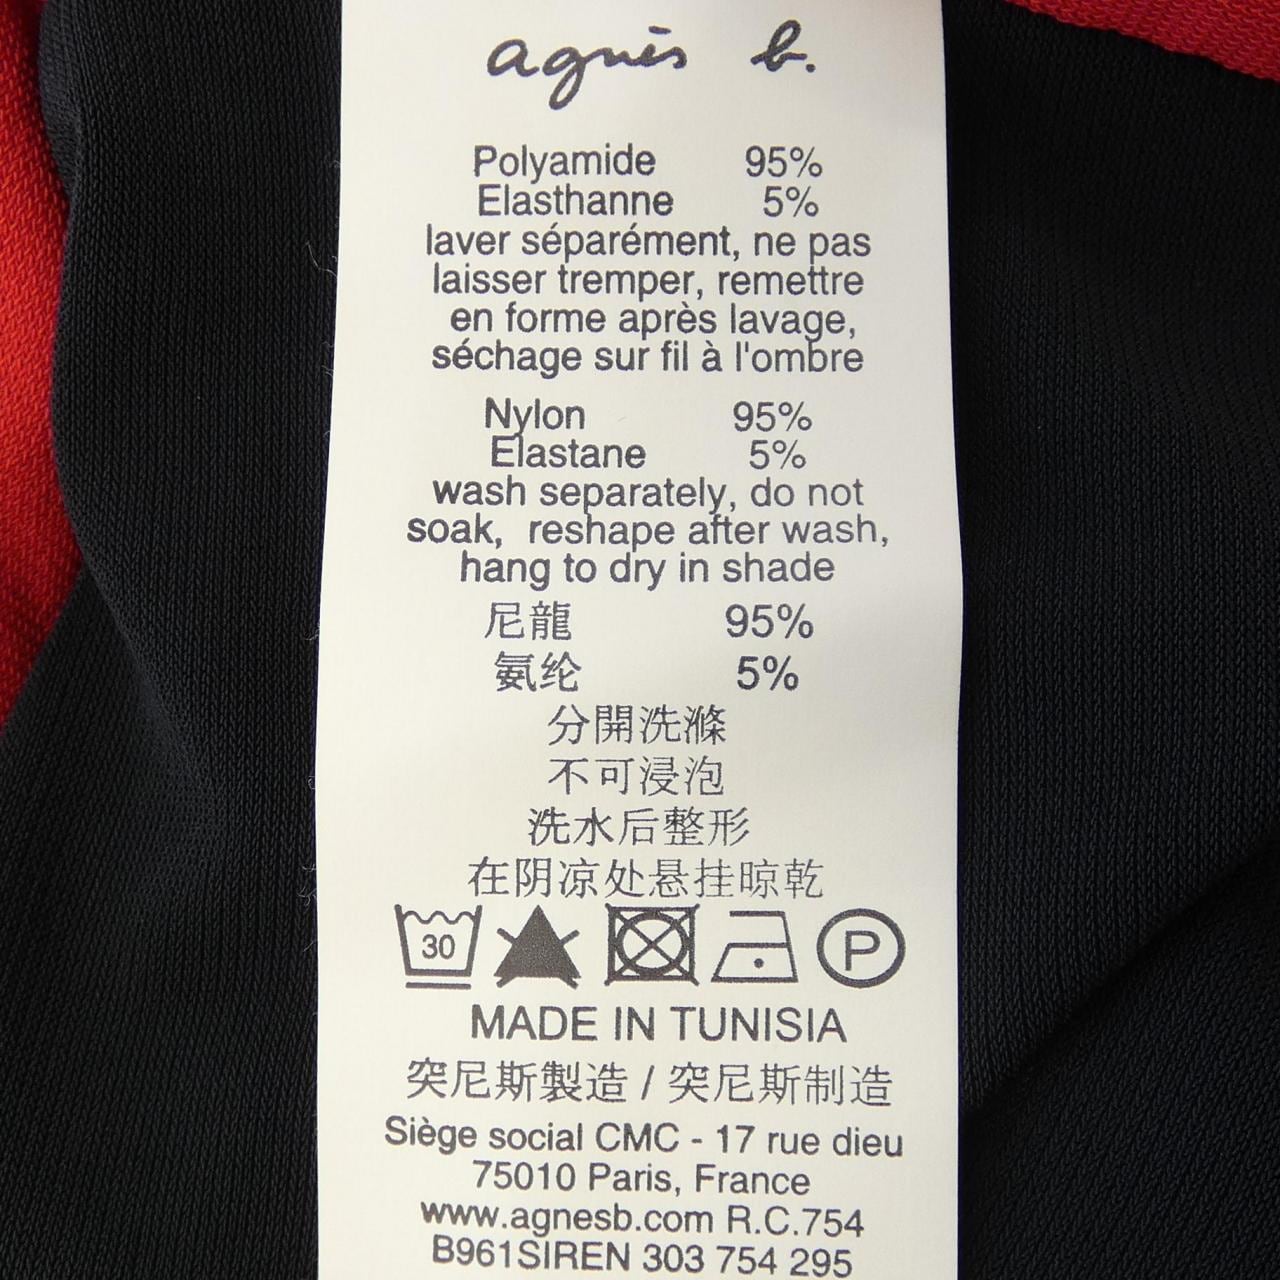 agnès b.
Polyamide 95%
Elasthanne 5%
laver séparément, ne pas
laisser tremper, remettre
en forme après lavage,
séchage sur fil à l'ombre
Nylon 95%
Elastane 5%
wash separately, do not
soak, reshape after wash,
hang to dry in shade
尼龍 95%
氨纶 5%
分開洗滌
不可浸泡
洗水后整形
在阴凉处悬挂晾乾
30 P
MADE IN TUNISIA
突尼斯製造 / 突尼斯制造
Siège social CMC - 17 rue dieu
75010 Paris, France
www.agnesb.com R.C.754
B961SIREN 303 754 295